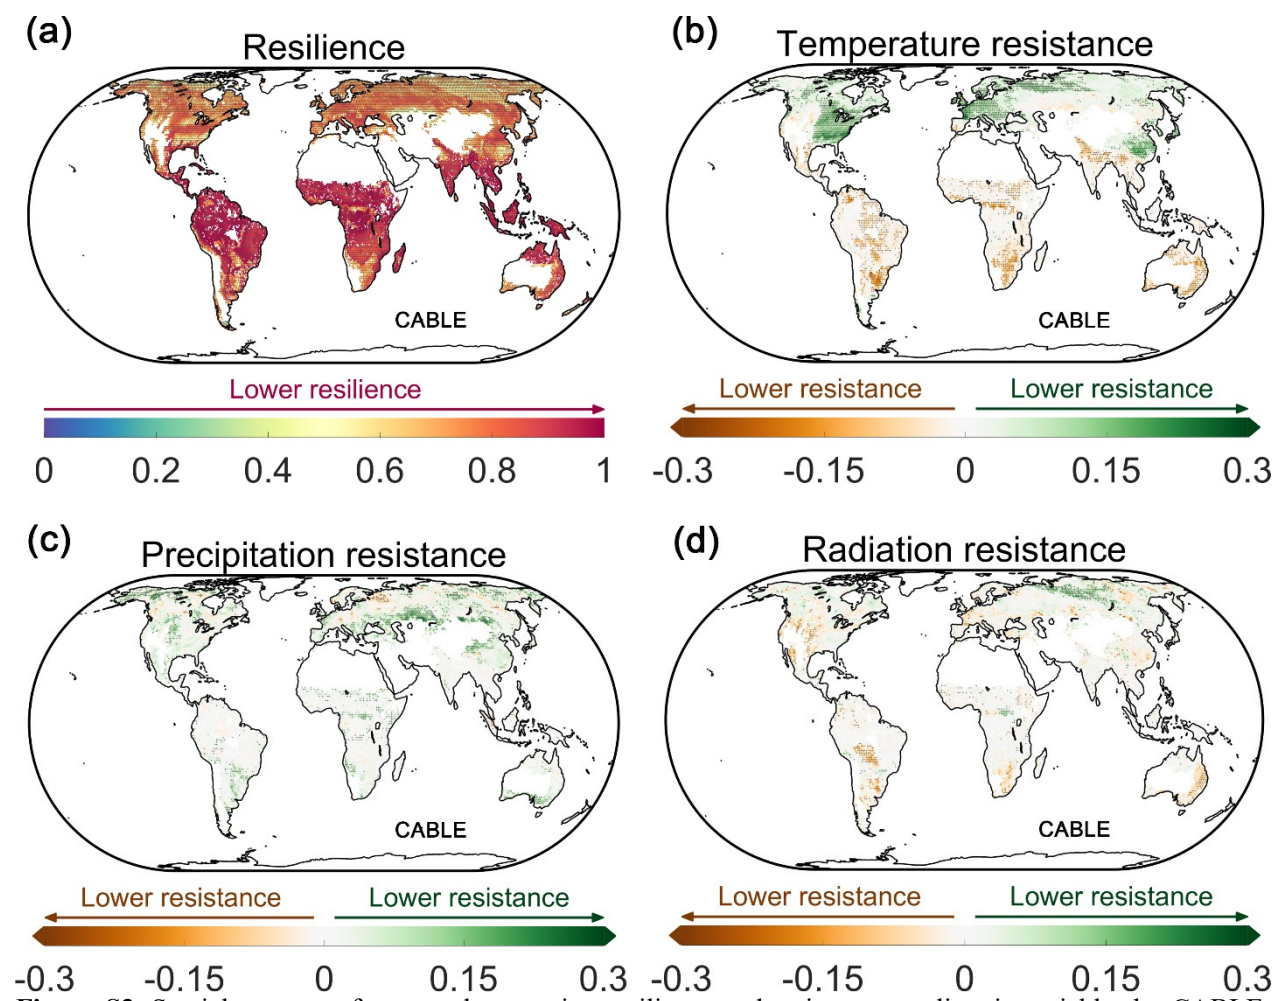 (a)
Resilience
CABLE
Lower resilience
0 0.2 0.4 0.6 0.8 1
(b)
Temperature resistance
CABLE
Lower resistance Lower resistance
-0.3 -0.15 0 0.15 0.3
(c)
Precipitation resistance
CABLE
Lower resistance Lower resistance
-0.3 -0.15 0 0.15 0.3
(d)
Radiation resistance
CABLE
Lower resistance Lower resistance
-0.3 -0.15 0 0.15 0.3